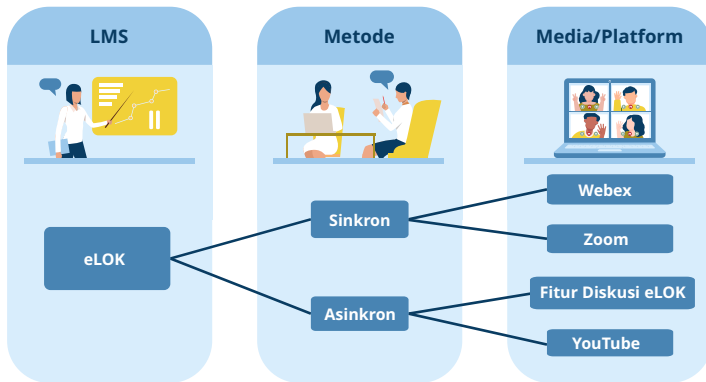 LMS
Metode
Media/Platform
eLOK
Sinkron
Asinkron
Webex
Zoom
Fitur Diskusi eLOK
YouTube